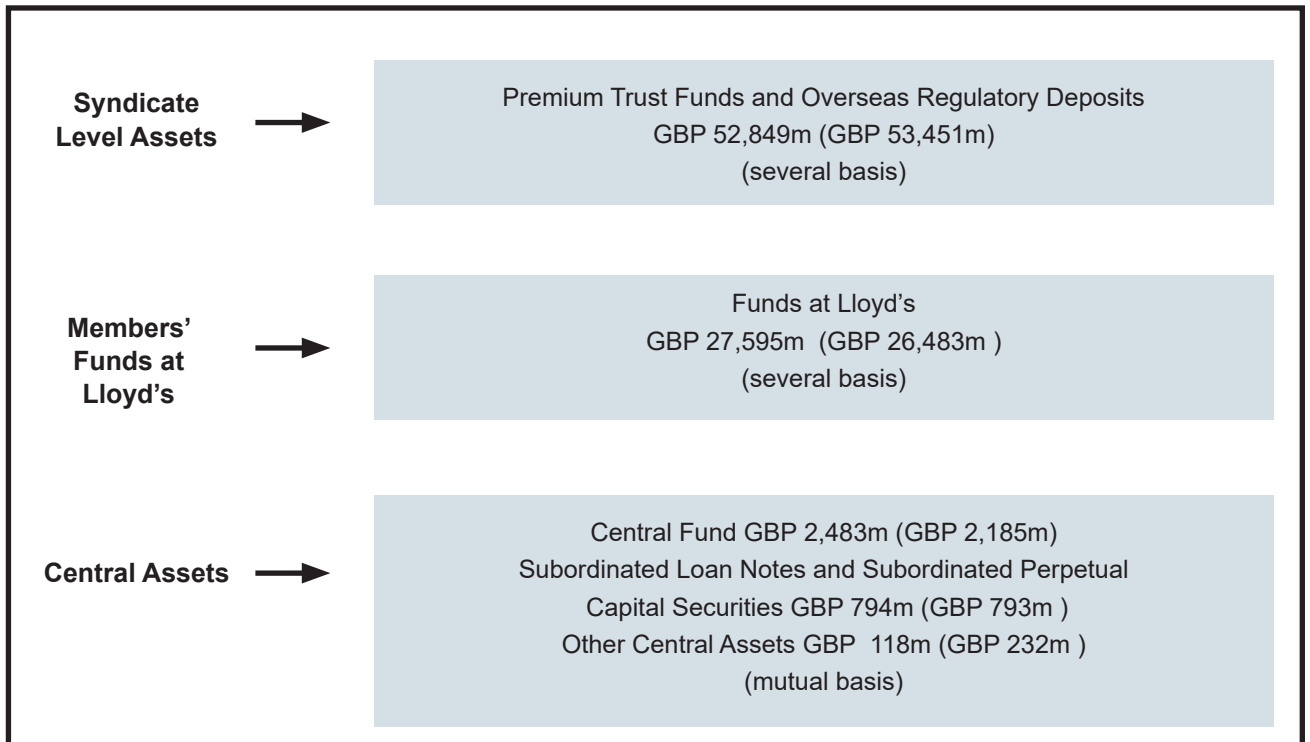 Syndicate
Level Assets
Premium Trust Funds and Overseas Regulatory Deposits
GBP 52,849m (GBP 53,451m)
(several basis)
Members’
Funds at
Lloyd’s
Funds at Lloyd’s
GBP 27,595m (GBP 26,483m )
(several basis)
Central Assets
Central Fund GBP 2,483m (GBP 2,185m)
Subordinated Loan Notes and Subordinated Perpetual
Capital Securities GBP 794m (GBP 793m )
Other Central Assets GBP 118m (GBP 232m )
(mutual basis)